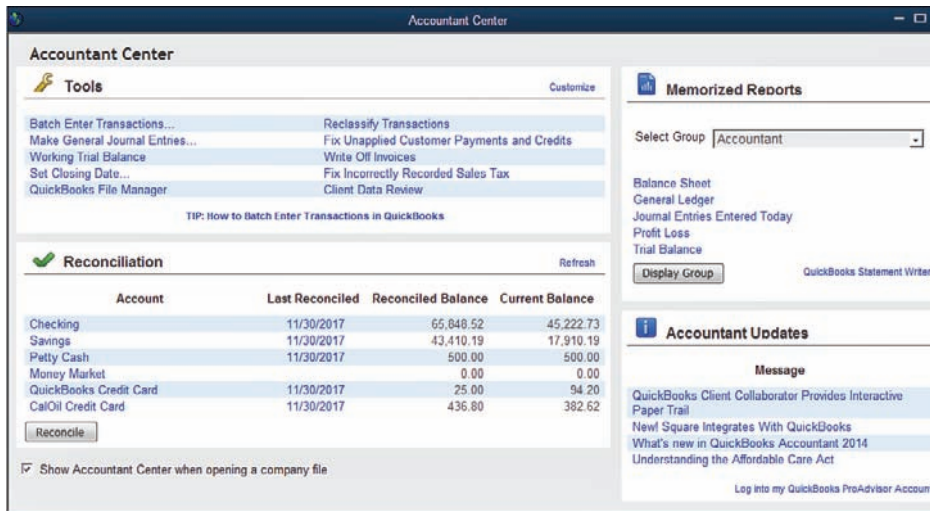 Accountant Center
Accountant Center
Tools
Customize
Batch Enter Transactions... Reclassify Transactions
Make General Journal Entries... Fix Unapplied Customer Payments and Credits
Working Trial Balance Write Off Invoices
Set Closing Date... Fix Incorrectly Recorded Sales Tax
QuickBooks File Manager Client Data Review
TIP: How to Batch Enter Transactions in QuickBooks
Reconciliation
Refresh
Account Last Reconciled Reconciled Balance Current Balance
Checking 11/30/2017 65,848.52 45,222.73
Savings 11/30/2017 43,410.19 17,910.19
Petty Cash 11/30/2017 500.00 500.00
Money Market 0.00 0.00
QuickBooks Credit Card 11/30/2017 25.00 94.20
CalOil Credit Card 11/30/2017 436.80 382.62
Reconcile
Show Accountant Center when opening a company file
Memorized Reports
Select Group Accountant
Balance Sheet
General Ledger
Journal Entries Entered Today
Profit Loss
Trial Balance
Display Group
QuickBooks Statement Writer
Accountant Updates
Message
QuickBooks Client Collaborator Provides Interactive
Paper Trail
New! Square Integrates With QuickBooks
What's new in QuickBooks Accountant 2014
Understanding the Affordable Care Act
Log into my QuickBooks ProAdvisor Accoun